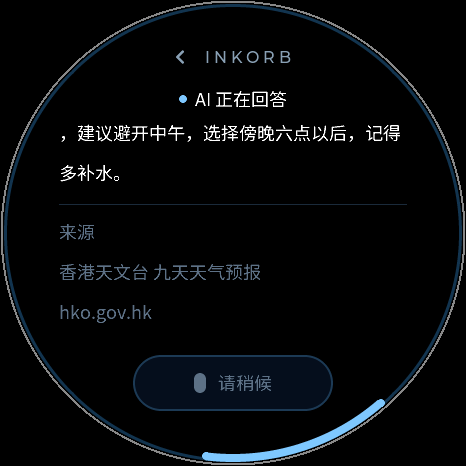 INKORB
AI 正在回答
，建议避开中午，选择傍晚六点以后，记得
多补水。
来源
香港天文台 九天天气预报
hko.gov.hk
请稍候